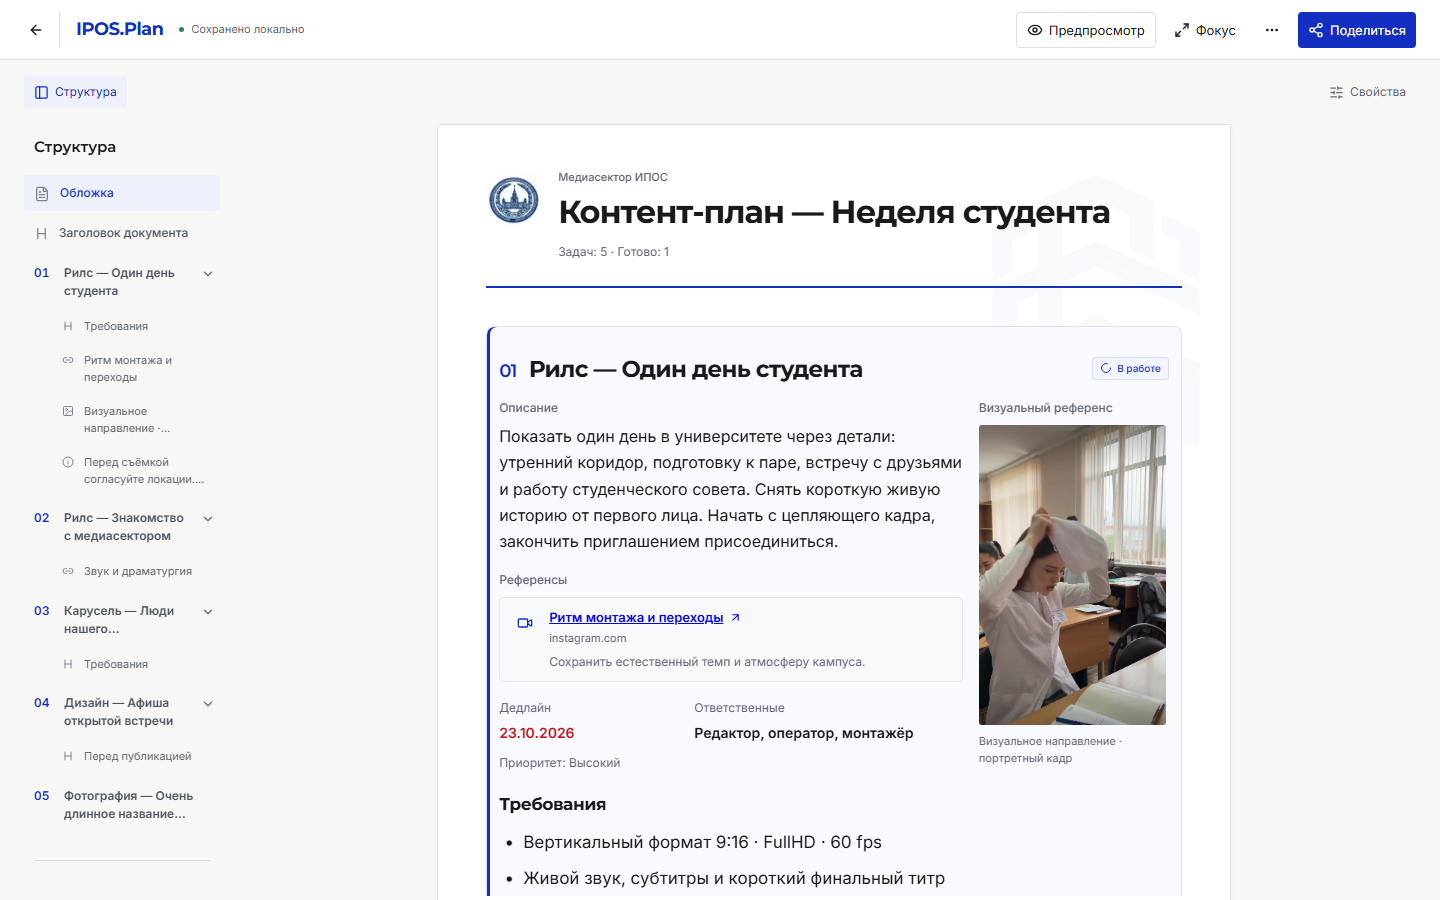 IPOS.Plan
Сохранено локально
Предпросмотр
Фокус
Поделиться
Структура
Свойства
Структура
Обложка
Заголовок документа
01 Рилс — Один день
студента
Требования
Ритм монтажа и
переходы
Визуальное
направление ·...
Перед съёмкой
согласуйте локации....
02 Рилс — Знакомство
с медиасектором
Звук и драматургия
03 Карусель — Люди
нашего...
Требования
04 Дизайн — Афиша
открытой встречи
Перед публикацией
05 Фотография — Очень
длинное название...
Медиасектор ИПОС
Контент-план — Неделя студента
Задач: 5 · Готово: 1
01 Рилс — Один день студента
В работе
Описание
Показать один день в университете через детали:
утренний коридор, подготовку к паре, встречу с друзьями
и работу студенческого совета. Снять короткую живую
историю от первого лица. Начать с цепляющего кадра,
закончить приглашением присоединиться.
Референсы
Ритм монтажа и переходы
instagram.com
Сохранить естественный темп и атмосферу кампуса.
Дедлайн
23.10.2026
Ответственные
Редактор, оператор, монтажёр
Приоритет: Высокий
Визуальный референс
Визуальное направление ·
портретный кадр
Требования
• Вертикальный формат 9:16 · FullHD · 60 fps
• Живой звук, субтитры и короткий финальный титр